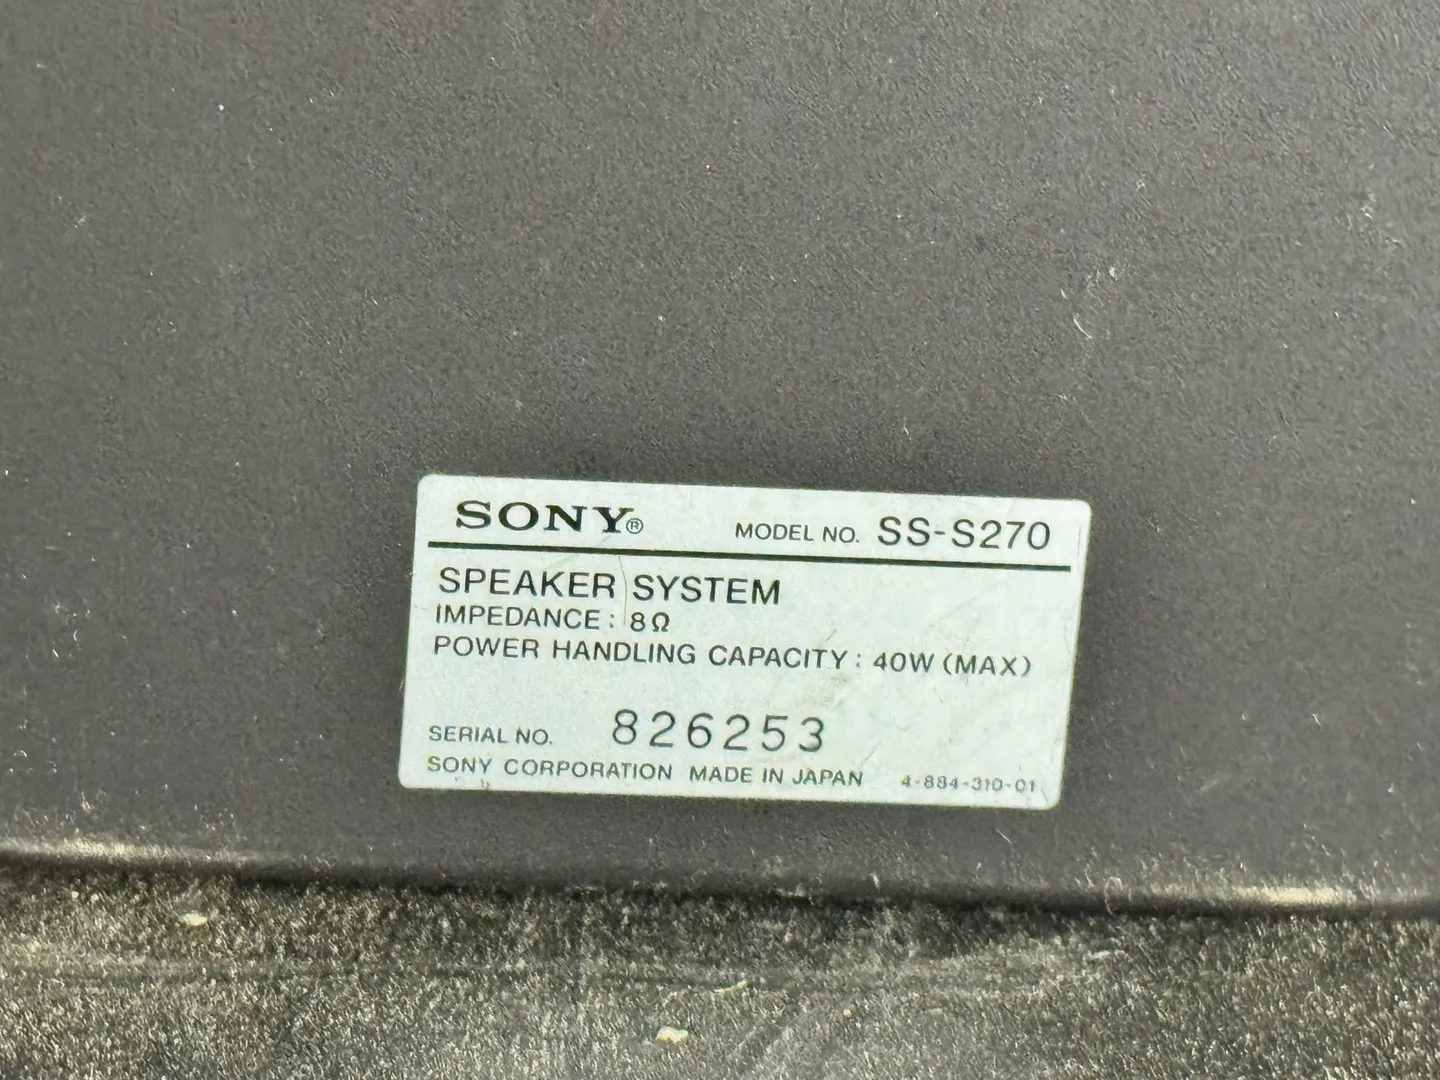 SONY® MODEL NO. SS-S270
SPEAKER SYSTEM
IMPEDANCE : 8Ω
POWER HANDLING CAPACITY : 40W (MAX)
SERIAL NO. 826253
SONY CORPORATION MADE IN JAPAN 4-884-310-01